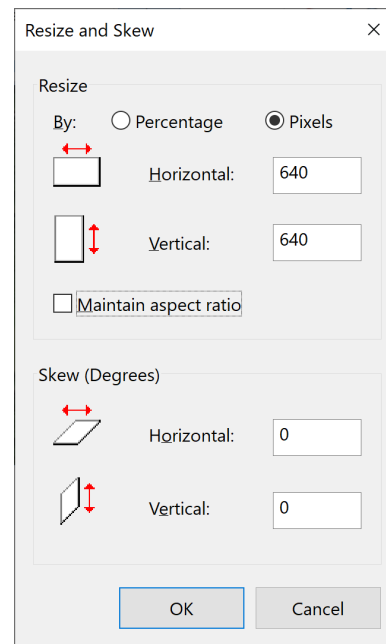 Resize and Skew
Resize
By: Percentage Pixels
Horizontal: 640
Vertical: 640
Maintain aspect ratio
Skew (Degrees)
Horizontal: 0
Vertical: 0
OK Cancel